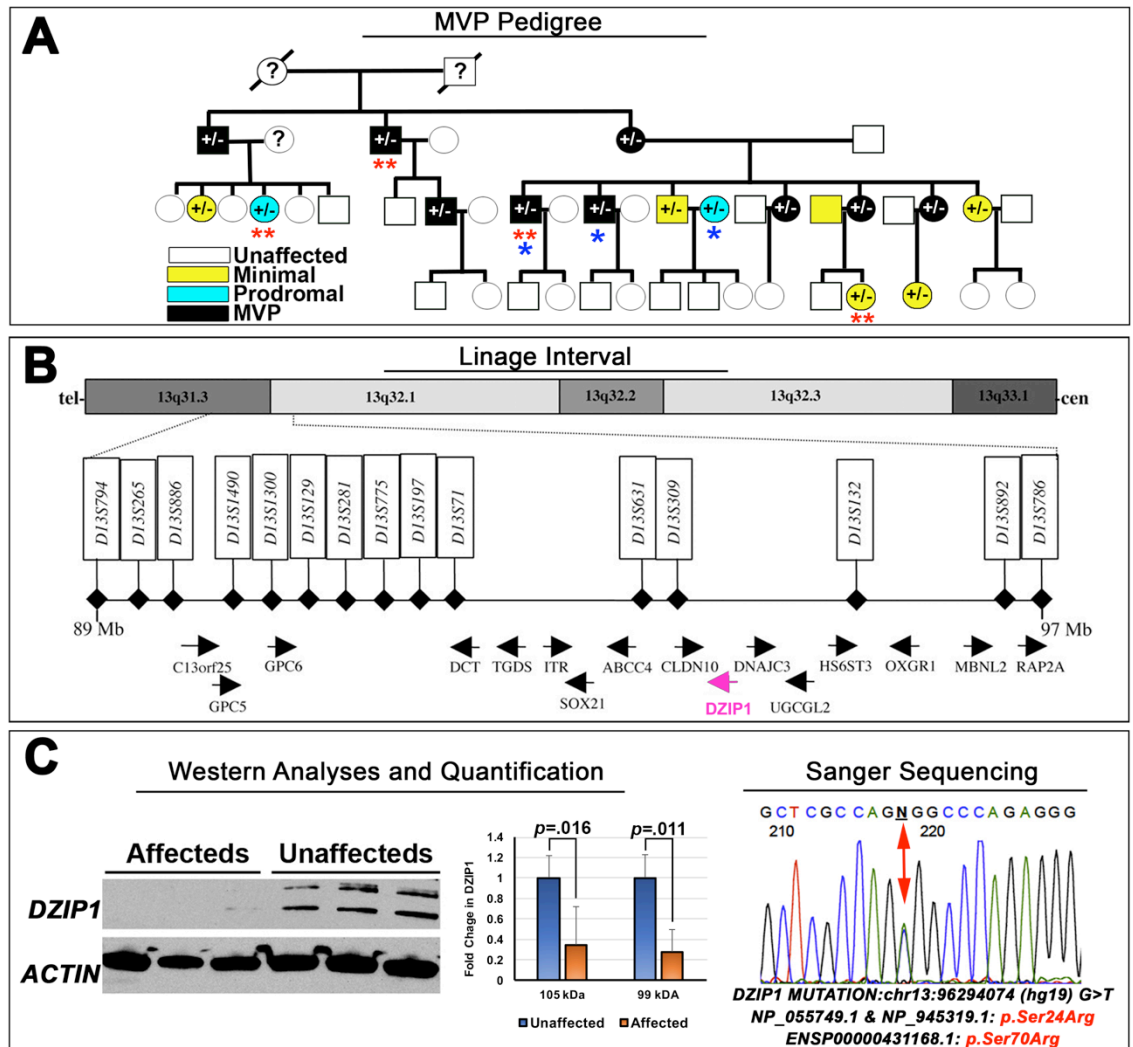 A
MVP Pedigree
?
?
+/-
?
+/-
+/-
**
+/-
+/-
+/-
+/-
+/-
+/-
+/-
+/-
+/-
+/-
+/-
**
**
*
*
*
Unaffected
Minimal
Prodromal
MVP
+/-
+/-
**
B
Linage Interval
tel-
13q31.3
13q32.1
13q32.2
13q32.3
13q33.1
-cen
D13S794
D13S265
D13S886
D13S1490
D13S1300
D13S129
D13S281
D13S775
D13S197
D13S71
D13S631
D13S309
D13S132
D13S892
D13S786
89 Mb
97 Mb
C13orf25
GPC6
DCT
TGDS
ITR
ABCC4
CLDN10
DNAJC3
HS6ST3
OXGR1
MBNL2
RAP2A
GPC5
SOX21
DZIP1
UGCGL2
C
Western Analyses and Quantification
Affecteds
Unaffecteds
DZIP1
ACTIN
Fold Chage in DZIP1
1.4
1.2
1
0.8
0.6
0.4
0.2
0
p=.016
p=.011
105 kDa
99 kDA
Unaffected
Affected
Sanger Sequencing
G C T C G C C A G N G G C C C A G A G G G
210
220
DZIP1 MUTATION:chr13:96294074 (hg19) G>T
NP_055749.1 & NP_945319.1: p.Ser24Arg
ENSP00000431168.1: p.Ser70Arg